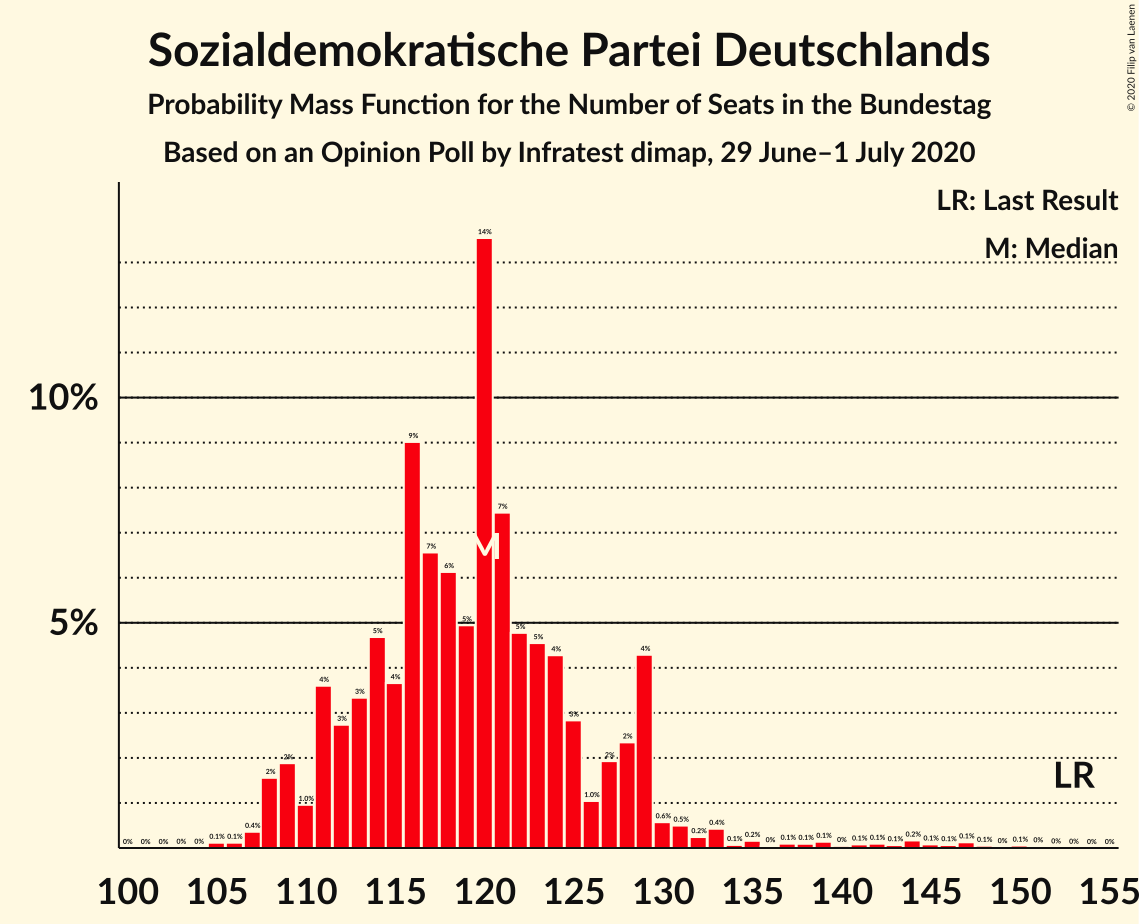 Sozialdemokratische Partei Deutschlands
Probability Mass Function for the Number of Seats in the Bundestag
Based on an Opinion Poll by Infratest dimap, 29 June–1 July 2020
© 2020 Filip van Laenen
LR: Last Result
M: Median
10%
5%
0% 0% 0% 0% 0% 0.1% 0.1% 0.4% 2% 2% 1.0% 4% 3% 3% 5% 4% 9% 7% 6% 5% 14% 7% 5% 5% 4% 3% 1.0% 2% 2% 4% 0.6% 0.5% 0.2% 0.4% 0.1% 0.2% 0% 0.1% 0.1% 0.1% 0% 0.1% 0.1% 0.1% 0.2% 0.1% 0.1% 0.1% 0.1% 0% 0.1% 0% 0% 0% 0% 0%
M
LR
100 105 110 115 120 125 130 135 140 145 150 155